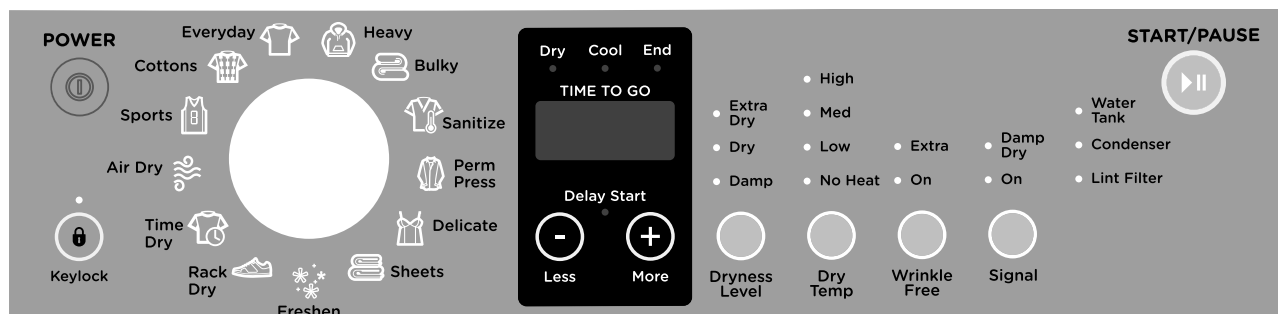 POWER
Keylock
Everyday
Heavy
Cottons
Bulky
Sports
8
Sanitize
Air Dry
Perm
Press
Time
Dry
Delicate
Rack
Dry
Sheets
Freshen
Dry Cool End
TIME TO GO
Delay Start
- +
Less More
Extra
Dry
Dry
Damp
Dryness
Level
High
Med
Low
No Heat
Dry
Temp
Extra
On
Wrinkle
Free
Damp
Dry
On
Signal
Water
Tank
Condenser
Lint Filter
START/PAUSE